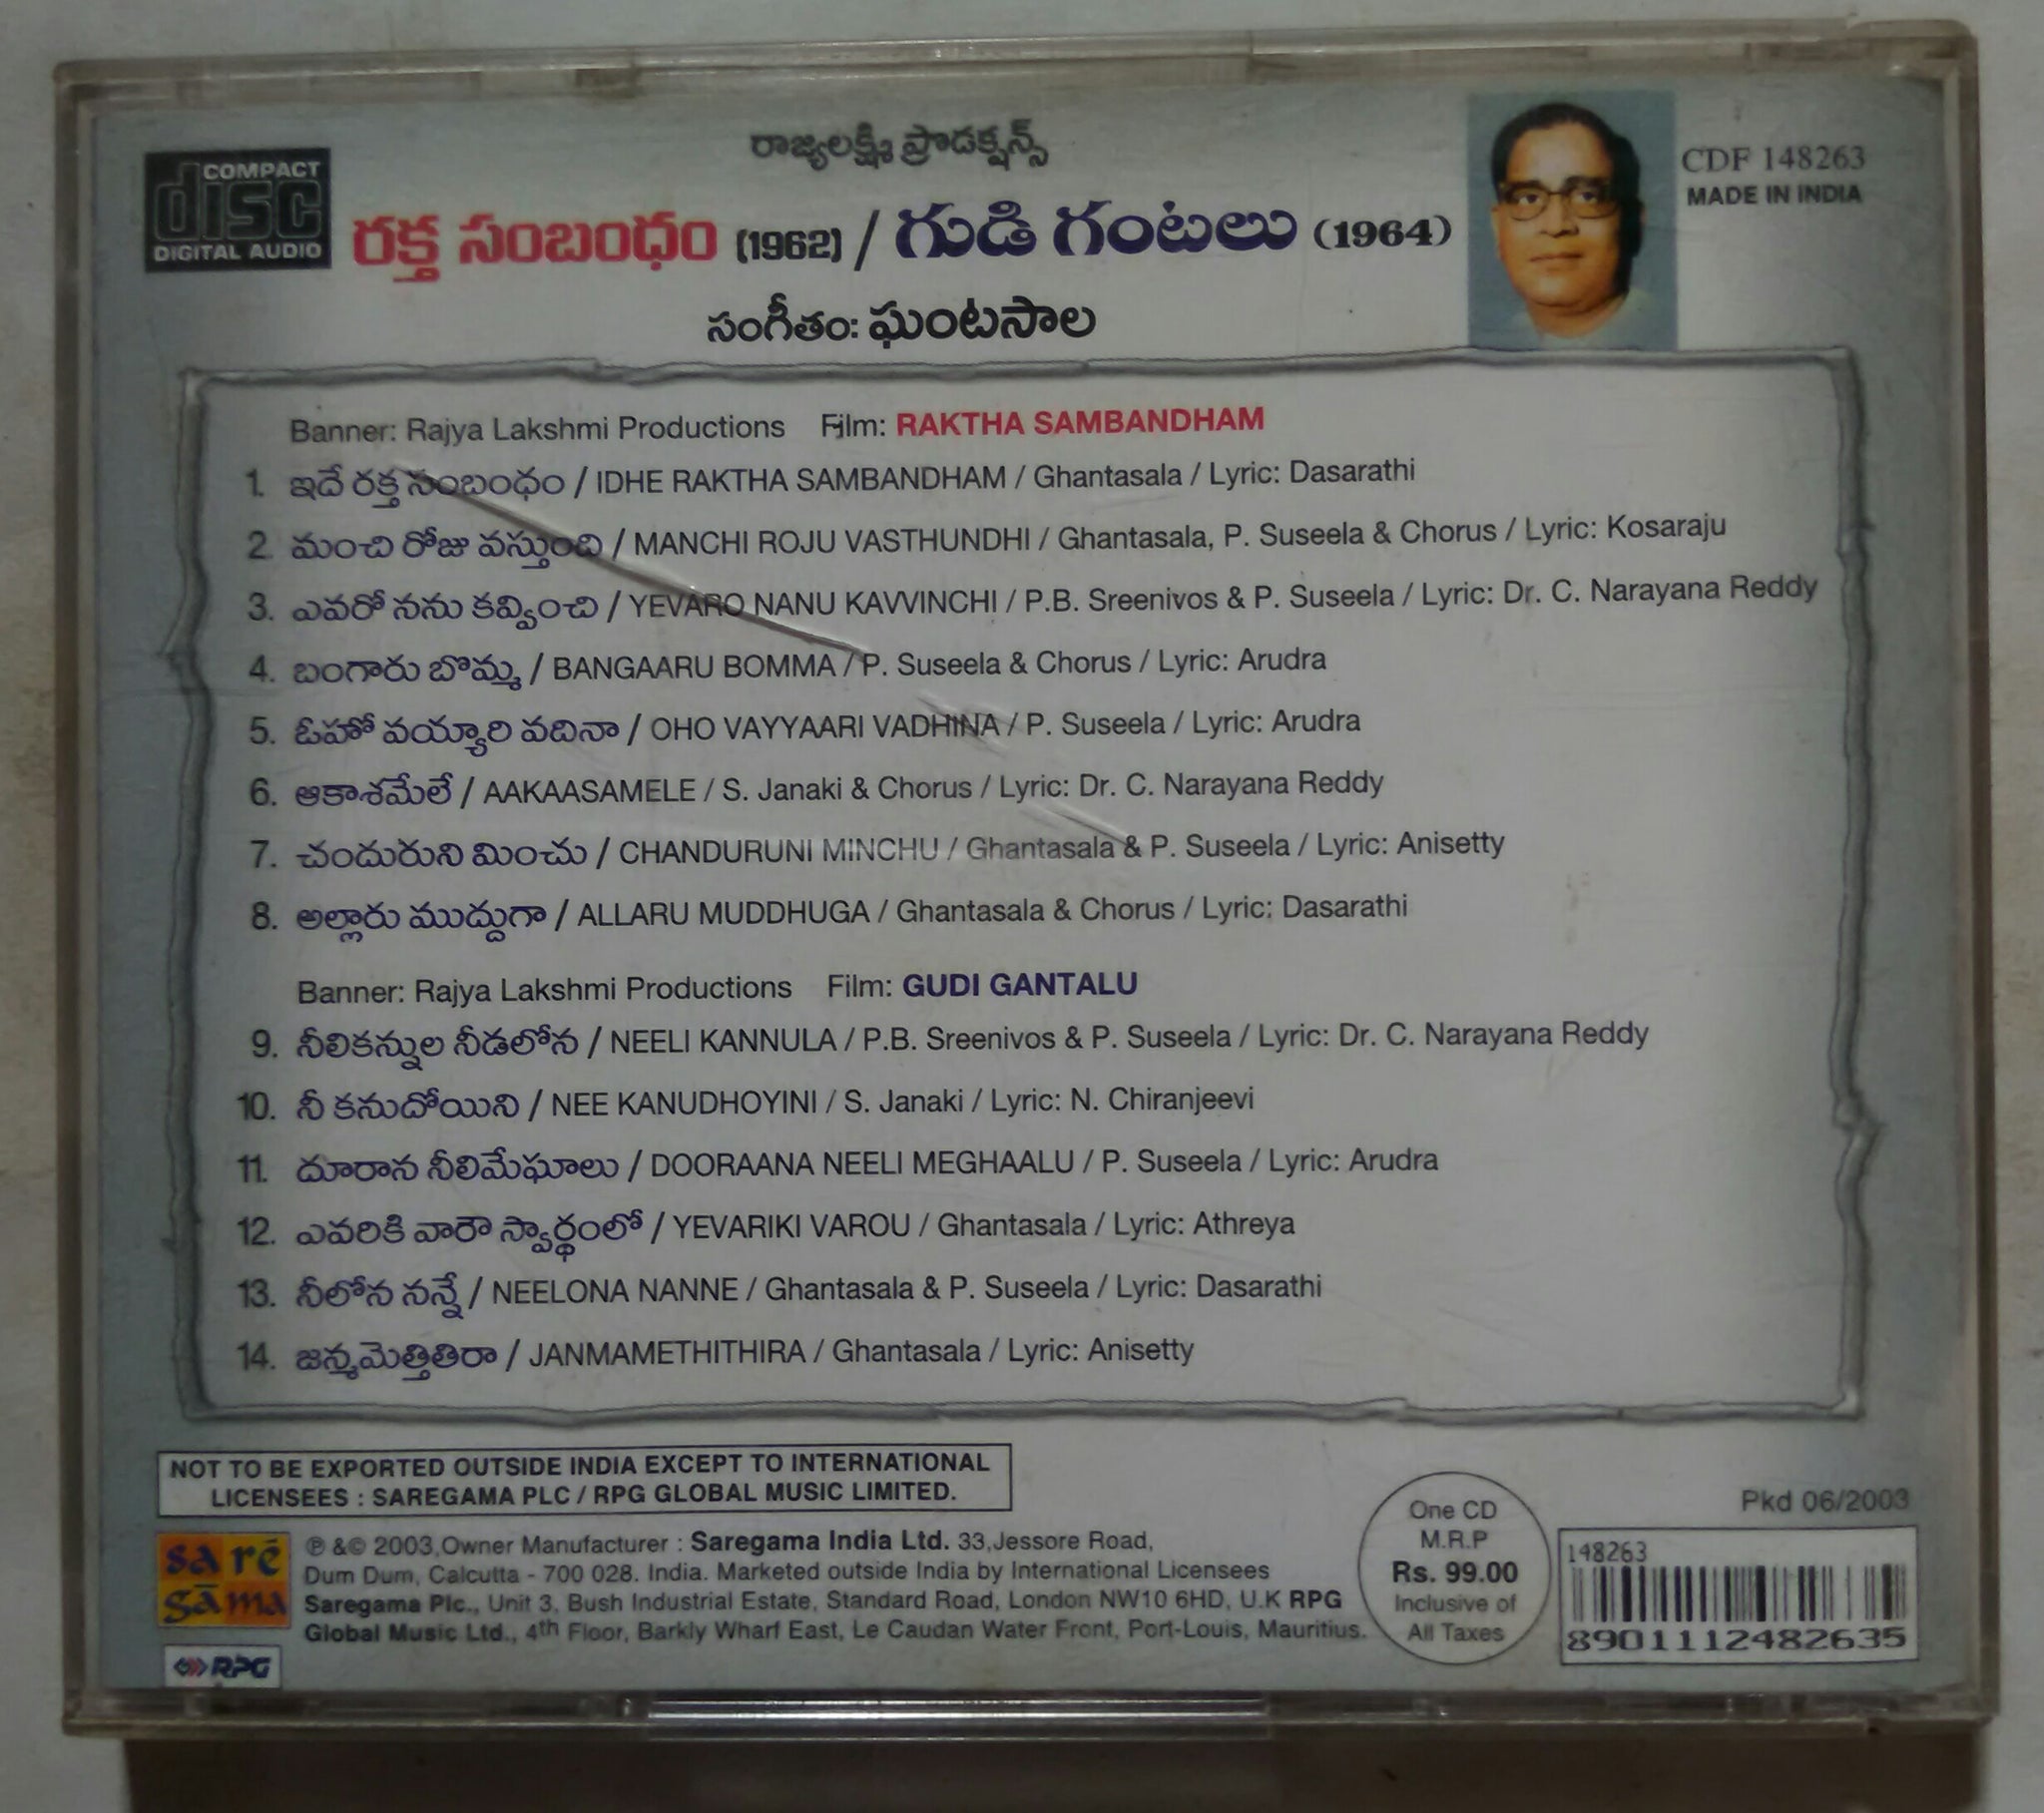 COMPACT
disc
DIGITAL AUDIO
రాజ్యలక్ష్మి ప్రొడక్షన్స్
రక్త సంబంధం (1962) / గుడి గంటలు (1964)
సంగీతం: ఘంటసాల
CDF 148263
MADE IN INDIA
Banner: Rajya Lakshmi Productions Film: RAKTHA SAMBANDHAM
1. ఇదే రక్త సంబంధం / IDHE RAKTHA SAMBANDHAM / Ghantasala / Lyric: Dasarathi
2. మంచి రోజు వస్తుంది / MANCHI ROJU VASTHUNDHI / Ghantasala, P. Suseela & Chorus / Lyric: Kosaraju
3. ఎవరో నను కవ్వించి / YEVARO NANU KAVVINCHI / P.B. Sreenivos & P. Suseela / Lyric: Dr. C. Narayana Reddy
4. బంగారు బొమ్మ / BANGAARU BOMMA / P. Suseela & Chorus / Lyric: Arudra
5. ఓహో వయ్యారి వదినా / OHO VAYYAARI VADHINA / P. Suseela / Lyric: Arudra
6. ఆకాశమేలే / AAKAASAMELE / S. Janaki & Chorus / Lyric: Dr. C. Narayana Reddy
7. చందురుని మించు / CHANDURUNI MINCHU / Ghantasala & P. Suseela / Lyric: Anisetty
8. అల్లారు ముద్దుగా / ALLARU MUDDHUGA / Ghantasala & Chorus / Lyric: Dasarathi
Banner: Rajya Lakshmi Productions Film: GUDI GANTALU
9. నీలికన్నుల నీడలోన / NEELI KANNULA / P.B. Sreenivos & P. Suseela / Lyric: Dr. C. Narayana Reddy
10. నీ కనుదోయిని / NEE KANUDHOYINI / S. Janaki / Lyric: N. Chiranjeevi
11. దూరాన నీలిమేఘాలు / DOORAANA NEELI MEGHAALU / P. Suseela / Lyric: Arudra
12. ఎవరికి వారౌ స్వార్థంలో / YEVARIKI VAROU / Ghantasala / Lyric: Athreya
13. నీలోన నన్నే / NEELONA NANNE / Ghantasala & P. Suseela / Lyric: Dasarathi
14. జన్మమెత్తితిరా / JANMAMETHITHIRA / Ghantasala / Lyric: Anisetty
NOT TO BE EXPORTED OUTSIDE INDIA EXCEPT TO INTERNATIONAL
LICENSEES : SAREGAMA PLC / RPG GLOBAL MUSIC LIMITED.
sa rē
gā ma
RPG
℗ &© 2003,Owner Manufacturer : Saregama India Ltd. 33,Jessore Road,
Dum Dum, Calcutta - 700 028. India. Marketed outside India by International Licensees
Saregama Plc., Unit 3, Bush Industrial Estate, Standard Road, London NW10 6HD, U.K RPG
Global Music Ltd., 4th Floor, Barkly Wharf East, Le Caudan Water Front, Port-Louis, Mauritius.
One CD
M.R.P
Rs. 99.00
Inclusive of
All Taxes
Pkd 06/2003
148263
8901112482635